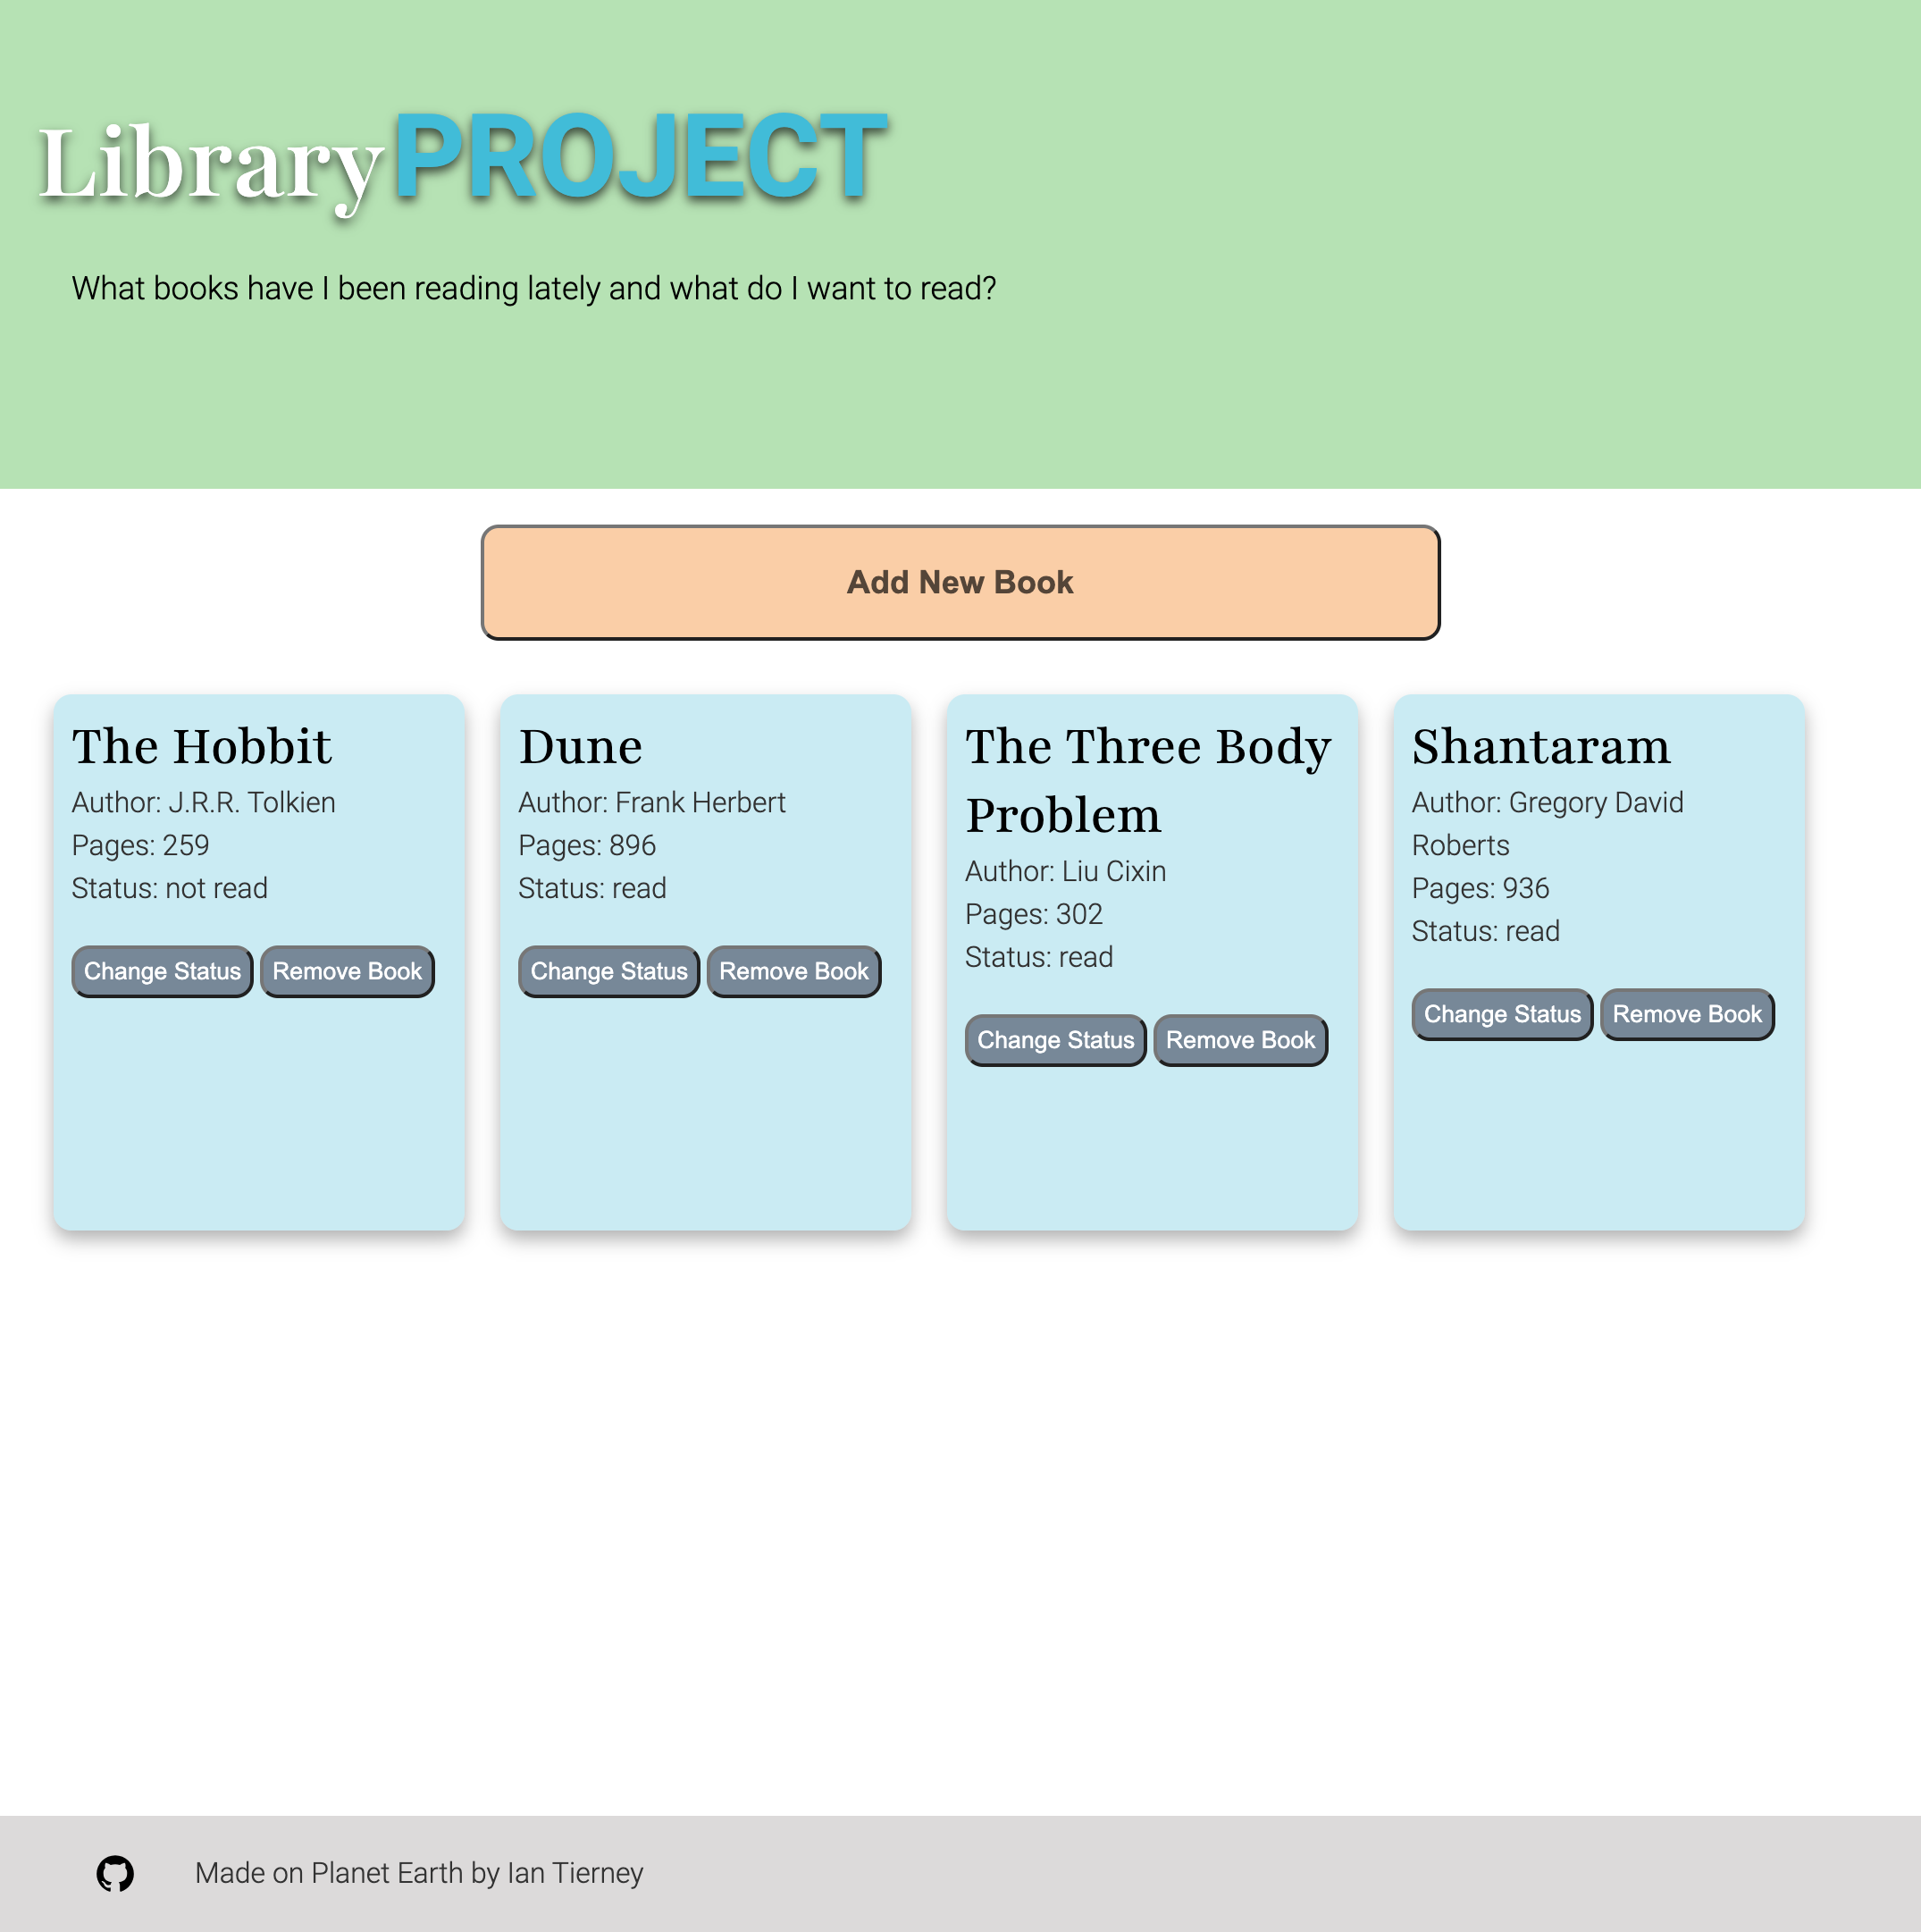 Library PROJECT
What books have I been reading lately and what do I want to read?
Add New Book
The Hobbit
Author: J.R.R. Tolkien
Pages: 259
Status: not read
Change Status Remove Book
Dune
Author: Frank Herbert
Pages: 896
Status: read
Change Status Remove Book
The Three Body
Problem
Author: Liu Cixin
Pages: 302
Status: read
Change Status Remove Book
Shantaram
Author: Gregory David
Roberts
Pages: 936
Status: read
Change Status Remove Book
Made on Planet Earth by Ian Tierney